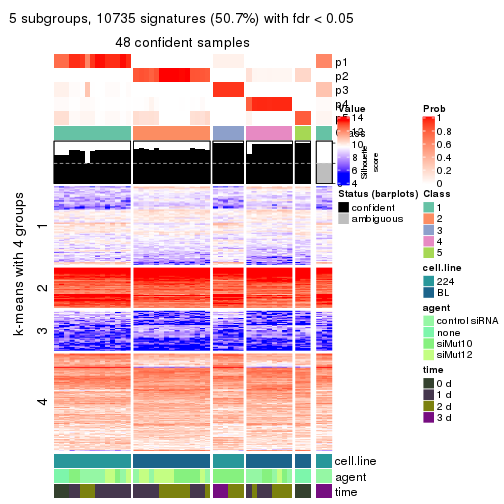 5 subgroups, 10735 signatures (50.7%) with fdr < 0.05
48 confident samples
p1
p2
p3
p4
p5
Class
Silhouette
score
k-means with 4 groups
1
2
3
4
cell.line
agent
time
Value
14
12
10
8
6
4
Prob
1
0.8
0.6
0.4
0.2
0
Status (barplots)
confident
ambiguous
Class
1
2
3
4
5
cell.line
224
BL
agent
control siRNA
none
siMut10
siMut12
time
0 d
1 d
2 d
3 d